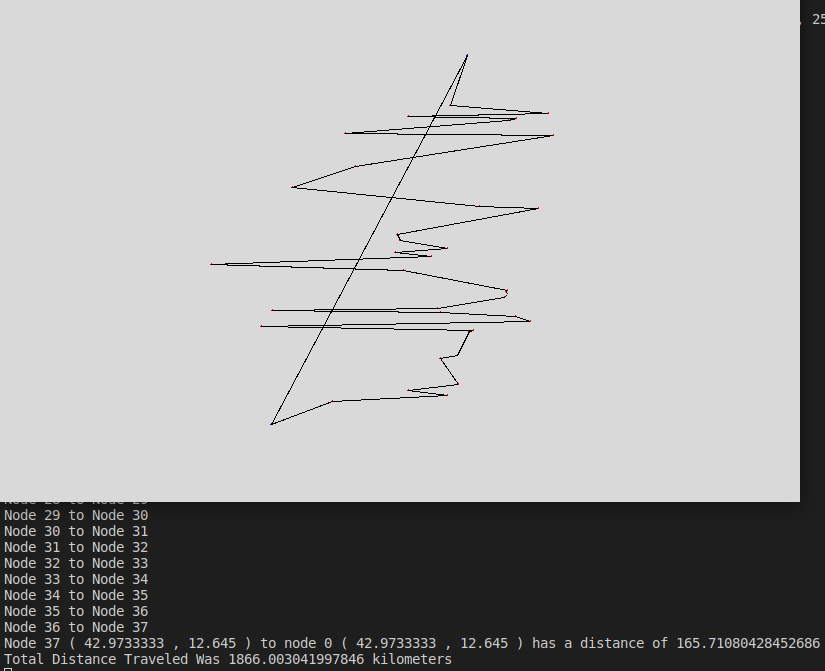 , 25
Node 29 to Node 30
Node 30 to Node 31
Node 31 to Node 32
Node 32 to Node 33
Node 33 to Node 34
Node 34 to Node 35
Node 35 to Node 36
Node 36 to Node 37
Node 37 ( 42.9733333 , 12.645 ) to node 0 ( 42.9733333 , 12.645 ) has a distance of 165.71080428452686
Total Distance Traveled Was 1866.003041997846 kilometers